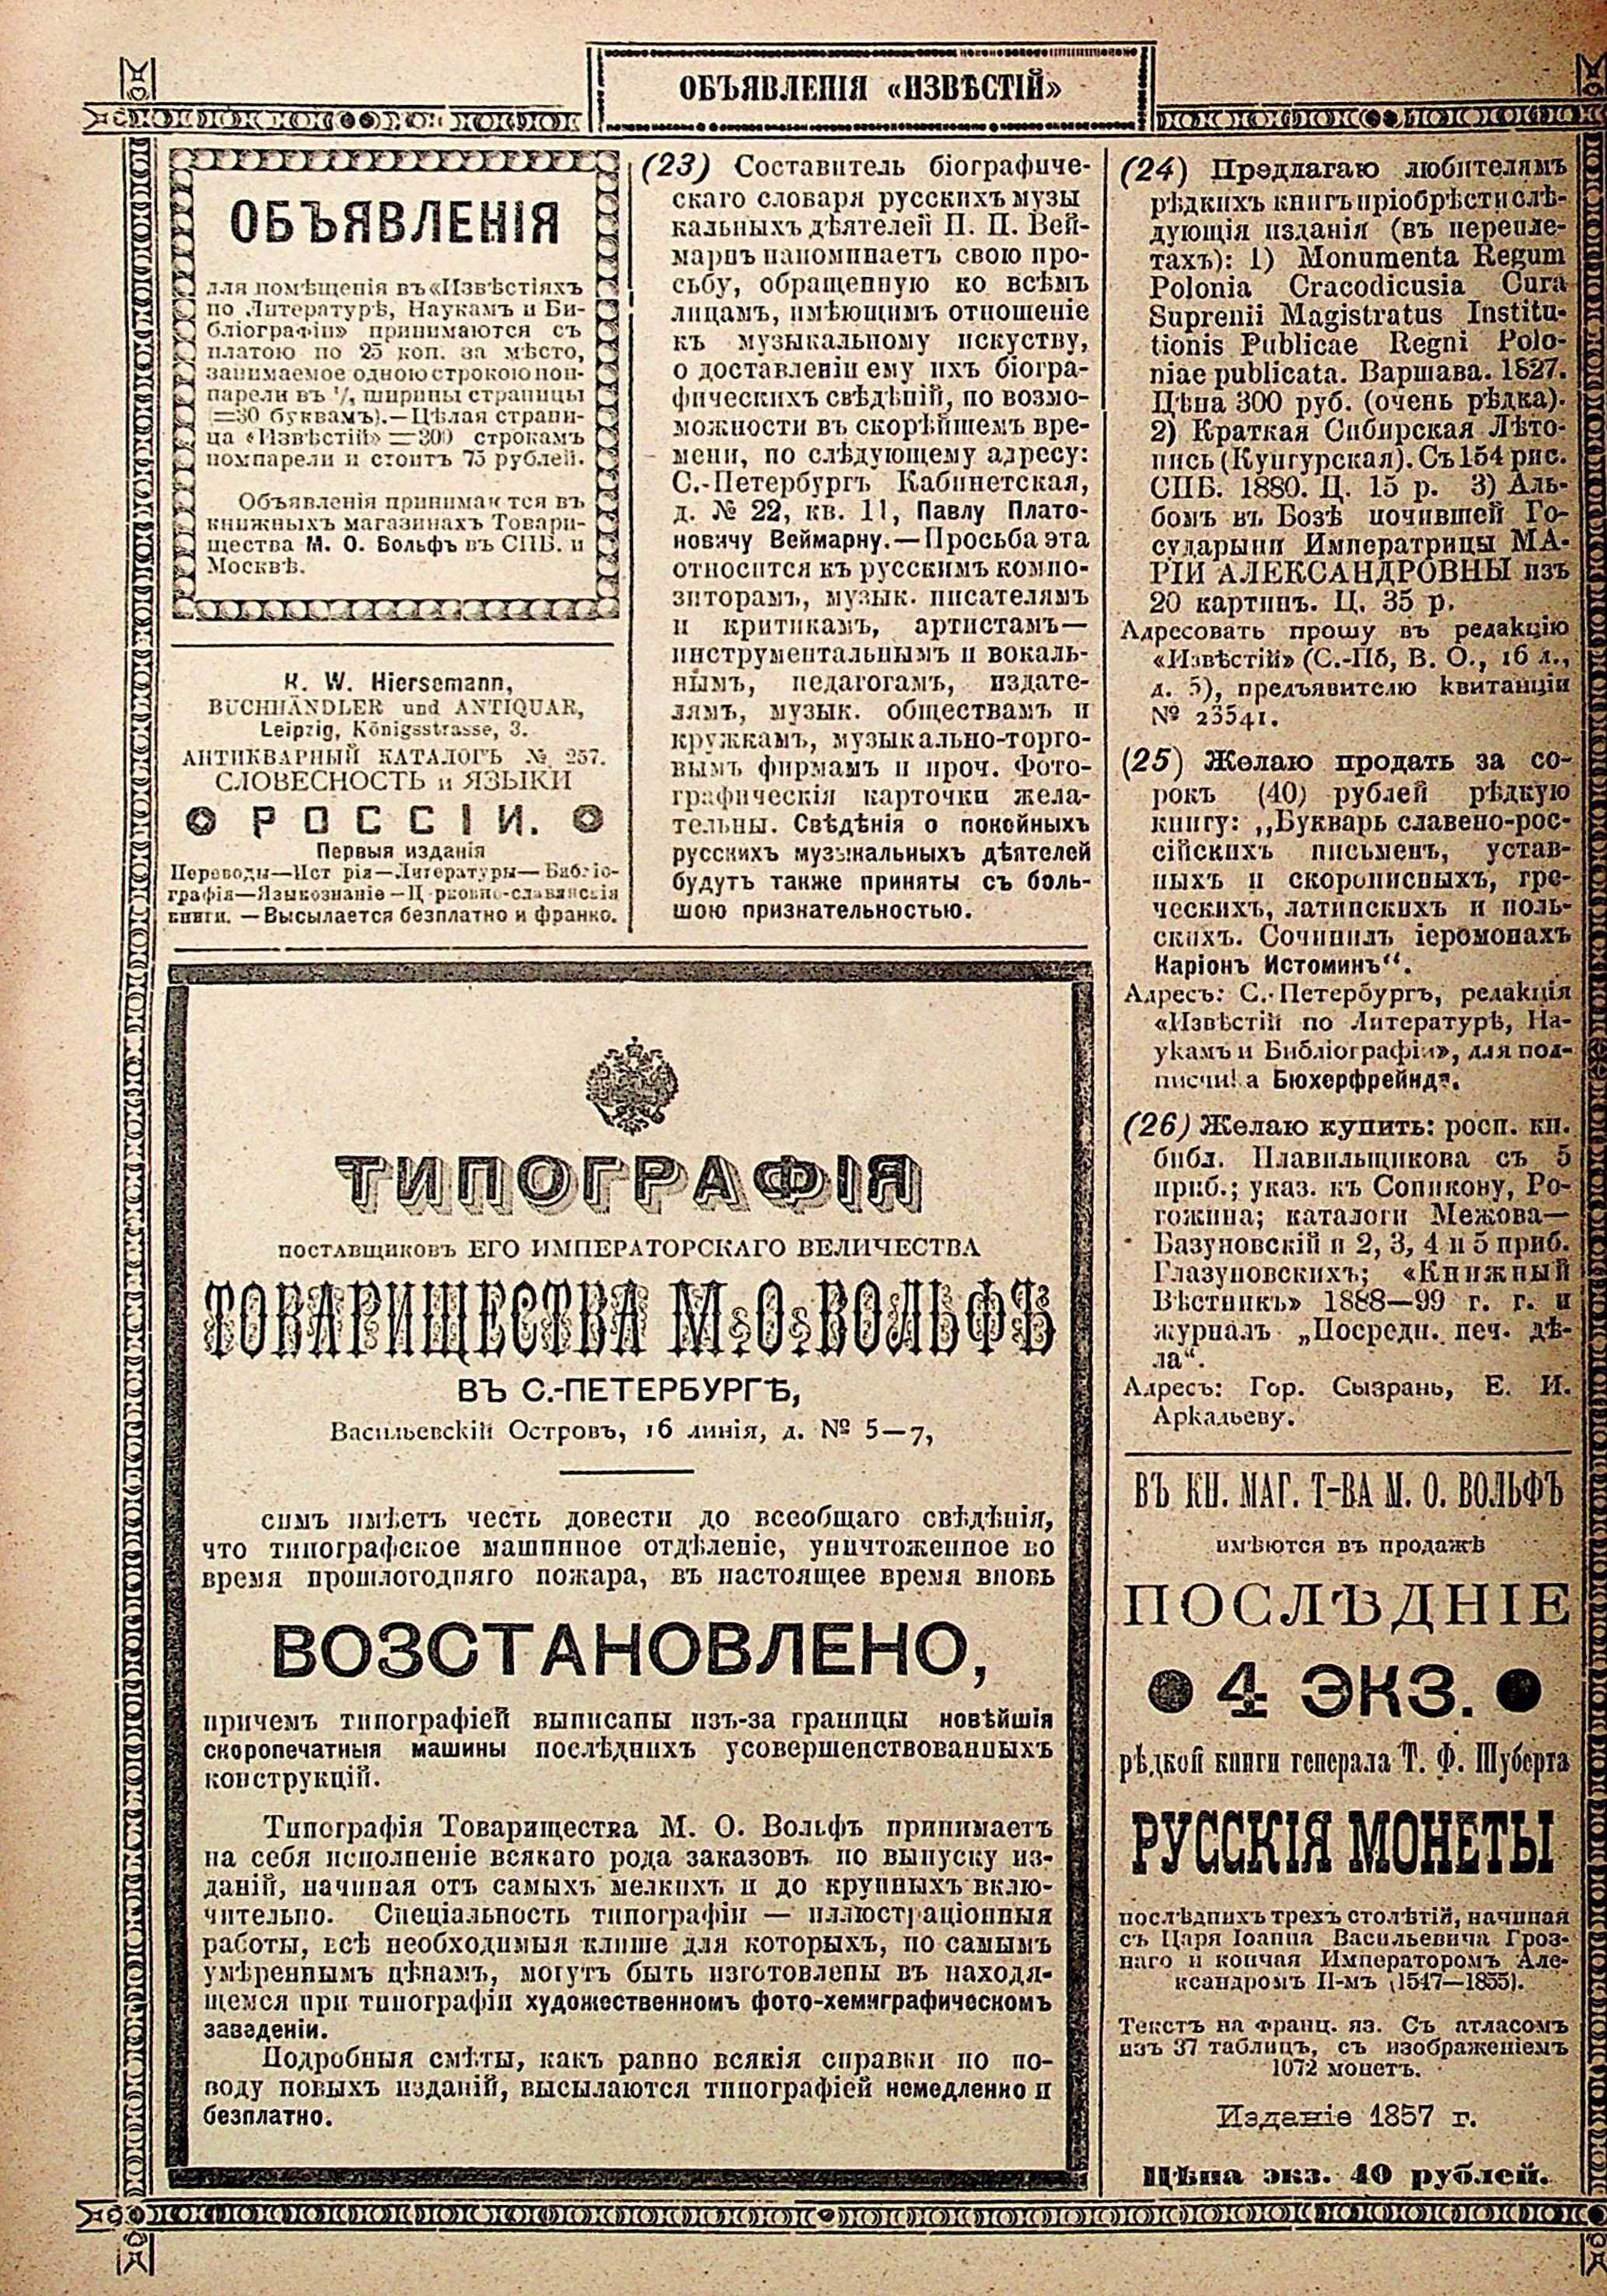 ОБЪЯВЛЕНІЯ «ИЗВѢСТІЙ»
ОБЪЯВЛЕНІЯ
для помѣщенія въ «Извѣстіяхъ
по Литературѣ, Наукамъ и Би-
бліографіи» принимаются съ
платою по 25 коп. за мѣсто,
занимаемое одною строкою нон-
парели въ ширины страницы
(=30 буквамъ).—Цѣлая страни-
ца «Извѣстій»=300 строкамъ
нонпарели и стоитъ 75 рублей.
Объявленія принимаются въ
книжныхъ магазинахъ Товари-
щества М. О. Вольфъ въ СПБ. и
Москвѣ.
K. W. Hiersemann,
BUCHHÄNDLER und ANTIQUAR,
Leipzig, Königsstrasse, 3.
АНТИКВАРНЫЙ КАТАЛОГЪ № 257.
СЛОВЕСНОСТЬ и ЯЗЫКИ
РОССІИ.
Первыя изданія
Переводы—Исторія—Литературы—Библіо-
графія—Языкознаніе—Церковно-славянскія
книги. —Высылается безплатно и франко.
(23) Составитель біографиче-
скаго словаря русскихъ музы
кальныхъ дѣятелей П. П. Вей-
марнъ напоминаетъ свою про-
сьбу, обращенную ко всѣмъ
лицамъ, имѣющимъ отношеніе
къ музыкальному искуству,
о доставленіи ему ихъ біогра-
фическихъ свѣдѣній, по возмо-
можности въ скорѣйшемъ вре-
мени, по слѣдующему адресу:
С.-Петербургъ Кабинетская,
д. № 22, кв. 11, Павлу Плато-
новичу Веймарну.—Просьба эта
относится къ русскимъ компо-
зиторамъ, музык. писателямъ
и критикамъ, артистамъ—
инструментальнымъ и вокаль-
нымъ, педагогамъ, издате-
лямъ, музык. обществамъ и
кружкамъ, музыкально-торго-
вымъ фирмамъ и проч. Фото-
графическія карточки жела-
тельны. Свѣдѣнія о покойныхъ
русскихъ музыкальныхъ дѣятелей
будутъ также приняты съ боль-
шою признательностью.
ТИПОГРАФІЯ
ПОСТАВЩИКОВЪ ЕГО ИМПЕРАТОРСКАГО ВЕЛИЧЕСТВА
ТОВАРИЩЕСТВА М. О. ВОЛЬФЪ
ВЪ С.-ПЕТЕРБУРГѢ,
Васильевскій Островъ, 16 линія, д. № 5—7,
симъ имѣетъ честь довести до всеобщаго свѣдѣнія,
что типографское машинное отдѣленіе, уничтоженное во
время прошлогодняго пожара, въ настоящее время вновь
ВОЗСТАНОВЛЕНО,
причемъ типографіей выписаны изъ-за границы новѣйшія
скоропечатныя машины послѣднихъ усовершенствованныхъ
конструкцій.
Типографія Товарищества М. О. Вольфъ принимаетъ
на себя исполненіе всякаго рода заказовъ по выпуску из-
даній, начиная отъ самыхъ мелкихъ и до крупныхъ вклю-
чительно. Спеціальность типографіи — иллюстраціонныя
работы, всѣ необходимыя клише для которыхъ, по самымъ
умѣреннымъ цѣнамъ, могутъ быть изготовлены въ находя-
щемся при типографіи художественномъ фото-хемиграфическомъ
заведеніи.
Подробныя смѣты, какъ равно всякія справки по по-
воду новыхъ изданій, высылаются типографіей немедленно и
безплатно.
(24) Предлагаю любителямъ
рѣдкихъ книгъ пріобрѣсти слѣ-
дующія изданія (въ перепле-
тахъ): 1) Monumenta Regum
Polonia Cracodicusia Cura
Suprenii Magistratus Institu-
tionis Publicae Regni Polo-
niae publicata. Варшава. 1827.
Цѣна 300 руб. (очень рѣдка).
2) Краткая Сибирская Лѣто-
пись (Кунгурская). Съ 154 рис.
СПБ. 1880. Ц. 15 р. 3) Аль-
бомъ въ Бозѣ почившей Го-
сударыни Императрицы МА-
РІИ АЛЕКСАНДРОВНЫ изъ
20 картинъ. Ц. 35 р.
Адресовать прошу въ редакцію
«Извѣстій» (С.-Пб, В. О., 16 л.,
д. 5), предъявителю квитанціи
№ 23541.
(25) Желаю продать за со-
рокъ (40) рублей рѣдкую
книгу: „Букварь славено-рос-
сійскихъ письменъ, устав-
ныхъ и скорописныхъ, гре-
ческихъ, латинскихъ и поль-
скихъ. Сочинилъ іеромонахъ
Каріонъ Истоминъ“.
Адресъ: С.-Петербургъ, редакція
«Извѣстій по Литературѣ, На-
укамъ и Библіографіи», для под-
писчика Бюхерфрейнда.
(26) Желаю купить: росп. кн.
библ. Плавильщикова съ 5
приб.; указ. къ Сопикову, Ро-
гожина; каталоги Межова—
Базуновскій и 2, 3, 4 и 5 приб.
Глазуновскихъ; «Книжный
Вѣстникъ» 1888—99 г. г. и
журналъ „Посредн. печ. дѣ-
ла“.
Адресъ: Гор. Сызрань, Е. И.
Аркадьеву.
ВЪ КН. МАГ. Т-ВА М. О. ВОЛЬФЪ
имѣются въ продажѣ
ПОСЛѢДНІЕ
4 ЭКЗ.
рѣдкой книги генерала Т. Ф. Шуберта
РУССКІЯ МОНЕТЫ
послѣднихъ трехъ столѣтій, начиная
съ Царя Іоанна Васильевича Гроз-
наго и кончая Императоромъ Але-
ксандромъ II-мъ (1547—1855).
Текстъ на франц. яз. Съ атласомъ
изъ 37 таблицъ, съ изображеніемъ
1072 монетъ.
Изданіе 1857 г.
Цѣна экз. 40 рублей.